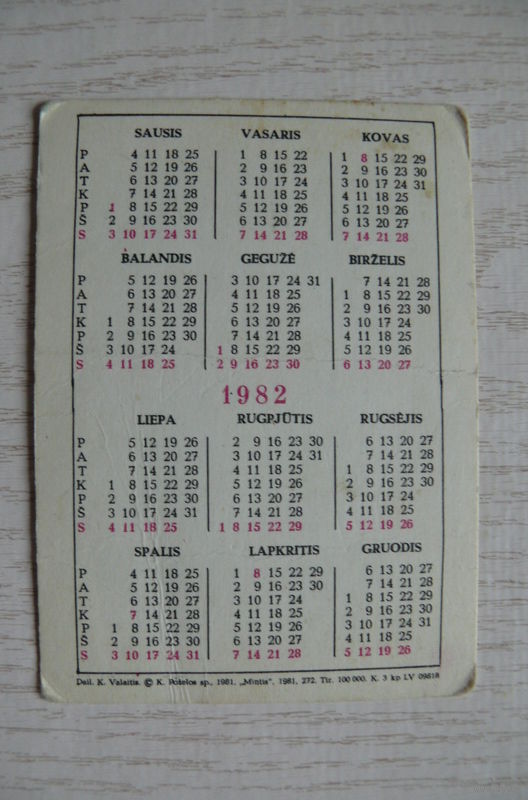 SAUSIS VASARIS KOVAS
P 4 11 18 25 1 8 15 22 1 8 15 22 29
A 5 12 19 26 2 9 16 23 2 9 16 23 30
T 6 13 20 27 3 10 17 24 3 10 17 24 31
K 7 14 21 28 4 11 18 25 4 11 18 25
P 1 8 15 22 29 5 12 19 26 5 12 19 26
Š 2 9 16 23 30 6 13 20 27 6 13 20 27
S 3 10 17 24 31 7 14 21 28 7 14 21 28
BALANDIS GEGUŽĖ BIRŽELIS
P 5 12 19 26 3 10 17 24 31 7 14 21 28
A 6 13 20 27 4 11 18 25 1 8 15 22 29
T 7 14 21 28 5 12 19 26 2 9 16 23 30
K 1 8 15 22 29 6 13 20 27 3 10 17 24
P 2 9 16 23 30 7 14 21 28 4 11 18 25
Š 3 10 17 24 1 8 15 22 29 5 12 19 26
S 4 11 18 25 2 9 16 23 30 6 13 20 27
1982
LIEPA RUGPJŪTIS RUGSĖJIS
P 5 12 19 26 2 9 16 23 30 6 13 20 27
A 6 13 20 27 3 10 17 24 31 7 14 21 28
T 7 14 21 28 4 11 18 25 1 8 15 22 29
K 1 8 15 22 29 5 12 19 26 2 9 16 23 30
P 2 9 16 23 30 6 13 20 27 3 10 17 24
Š 3 10 17 24 31 7 14 21 28 4 11 18 25
S 4 11 18 25 1 8 15 22 29 5 12 19 26
SPALIS LAPKRITIS GRUODIS
P 4 11 18 25 1 8 15 22 29 6 13 20 27
A 5 12 19 26 2 9 16 23 30 7 14 21 28
T 6 13 20 27 3 10 17 24 1 8 15 22 29
K 7 14 21 28 4 11 18 25 2 9 16 23 30
P 1 8 15 22 29 5 12 19 26 3 10 17 24 31
Š 2 9 16 23 30 6 13 20 27 4 11 18 25
S 3 10 17 24 31 7 14 21 28 5 12 19 26
Dail. K. Valaitis. © K. Poželos sp., 1981, „Mintis“, 1981, 272. Tir. 100 000. K. 3 kp LV 09818